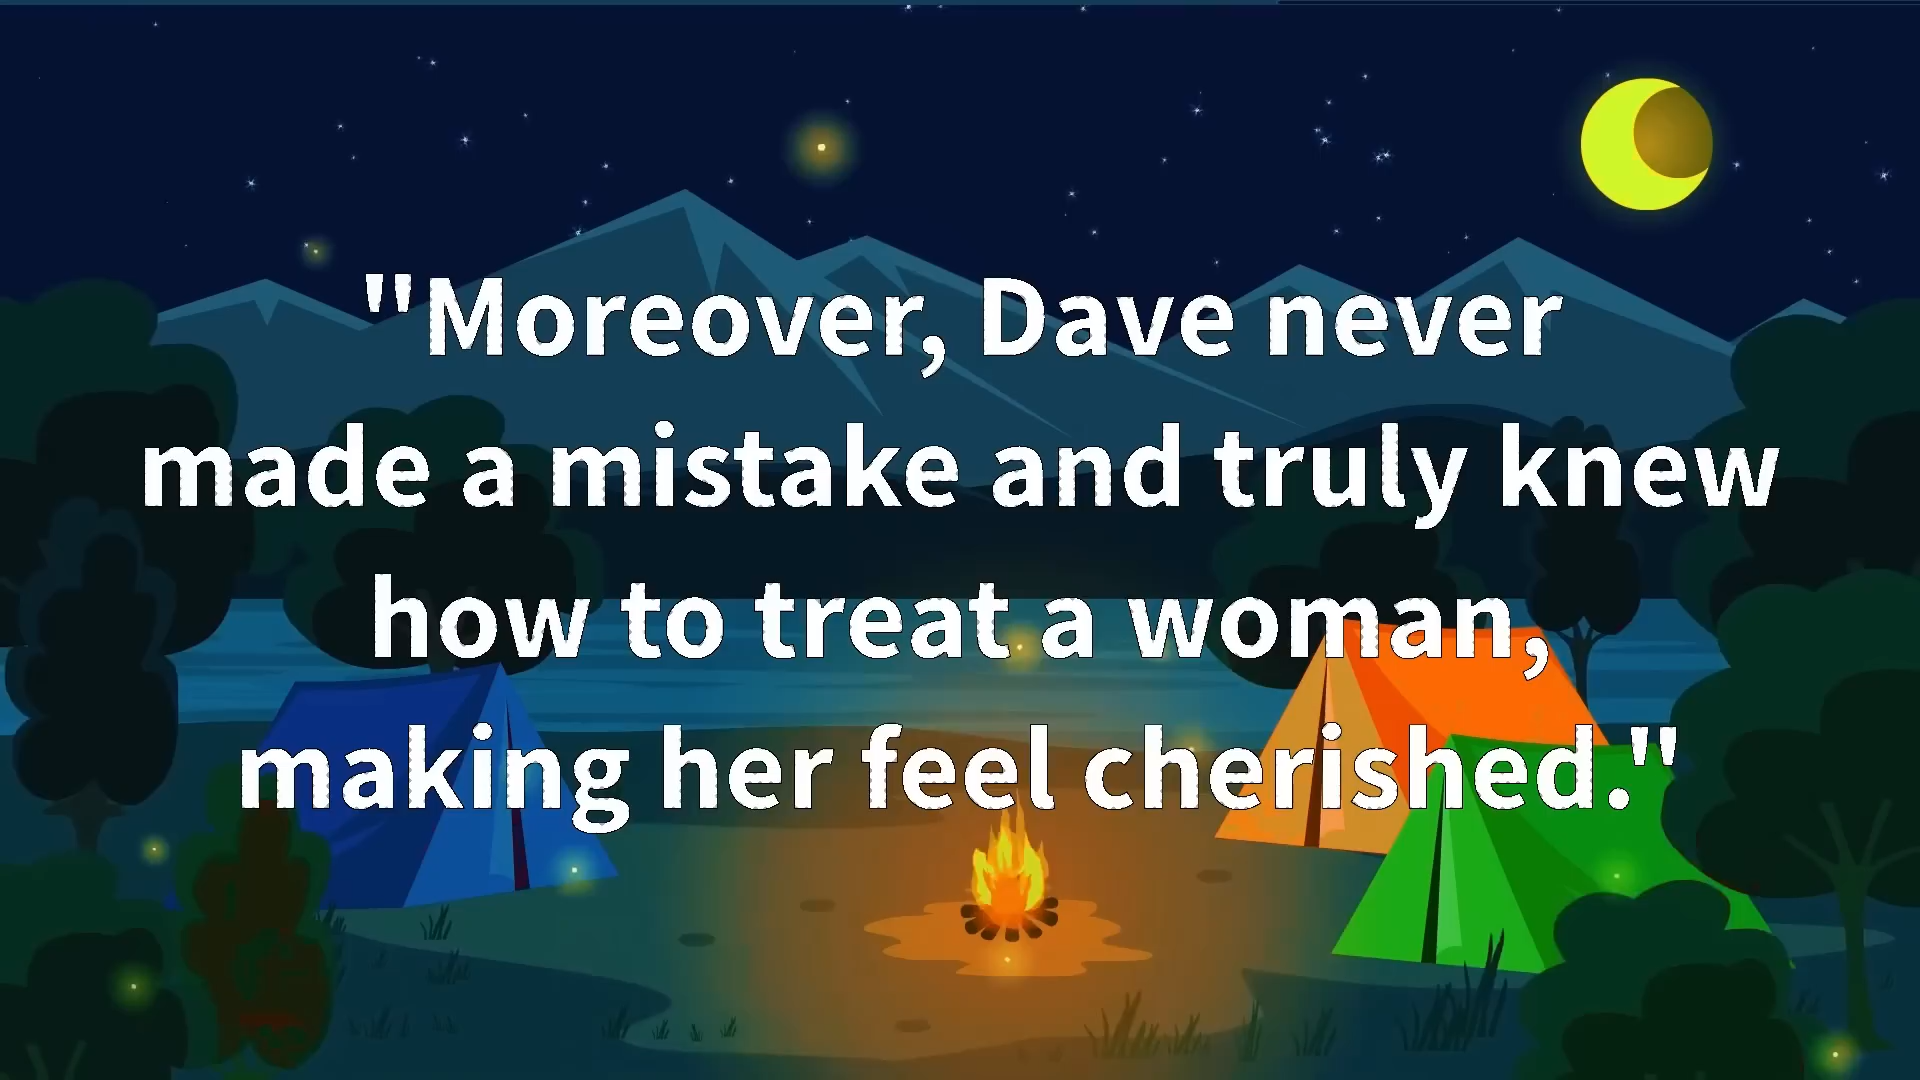 "Moreover, Dave never
made a mistake and truly knew
how to treat a woman,
making her feel cherished."